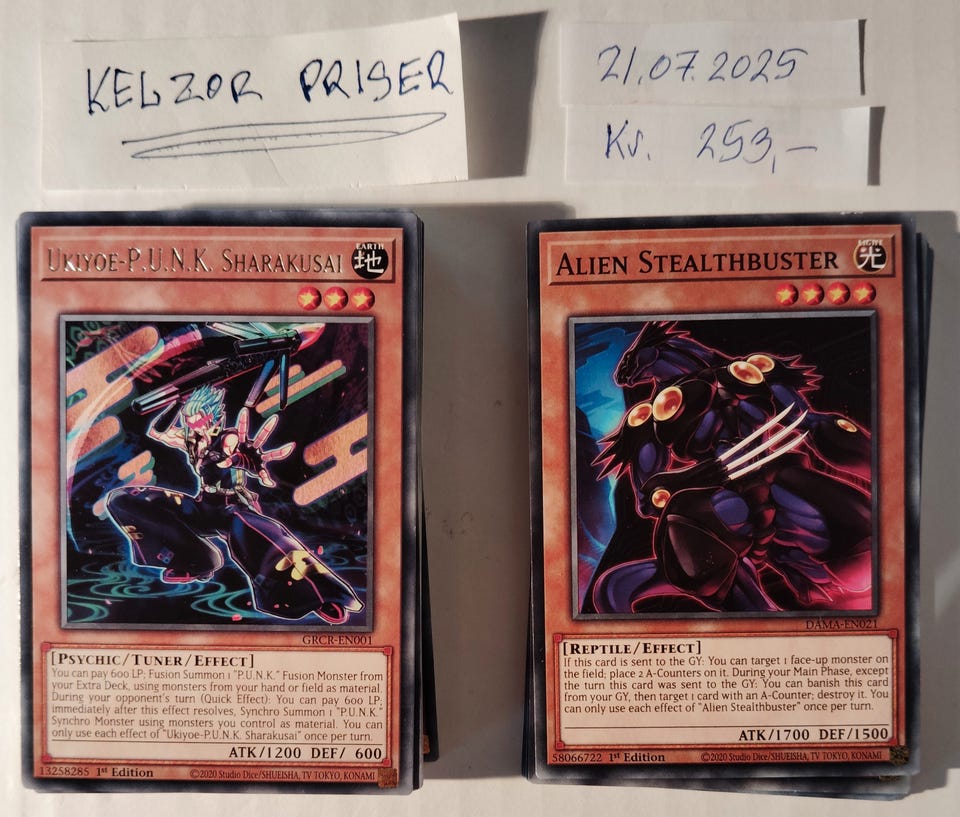 KELZOR PRISER
21.07.2025
Kr. 253,-
UKIYOE-P.U.N.K. SHARAKUSAI
EARTH
地
GRCR-EN001
[PSYCHIC/TUNER/EFFECT]
You can pay 600 LP; Fusion Summon 1 "P.U.N.K." Fusion Monster from
your Extra Deck, using monsters from your hand or field as material.
During your opponent's turn (Quick Effect): You can pay 600 LP;
immediately after this effect resolves, Synchro Summon 1 "P.U.N.K."
Synchro Monster using monsters you control as material. You can
only use each effect of "Ukiyoe-P.U.N.K. Sharakusai" once per turn.
ATK/1200 DEF/ 600
13258285 1st Edition ©2020 Studio Dice/SHUEISHA, TV TOKYO, KONAMI
ALIEN STEALTHBUSTER
LIGHT
光
DAMA-EN021
[REPTILE/EFFECT]
If this card is sent to the GY: You can target 1 face-up monster on
the field; place 2 A-Counters on it. During your Main Phase, except
the turn this card was sent to the GY: You can banish this card
from your GY, then target 1 card with an A-Counter; destroy it. You
can only use each effect of "Alien Stealthbuster" once per turn.
ATK/1700 DEF/1500
58066722 1st Edition ©2020 Studio Dice/SHUEISHA, TV TOKYO, KONAMI